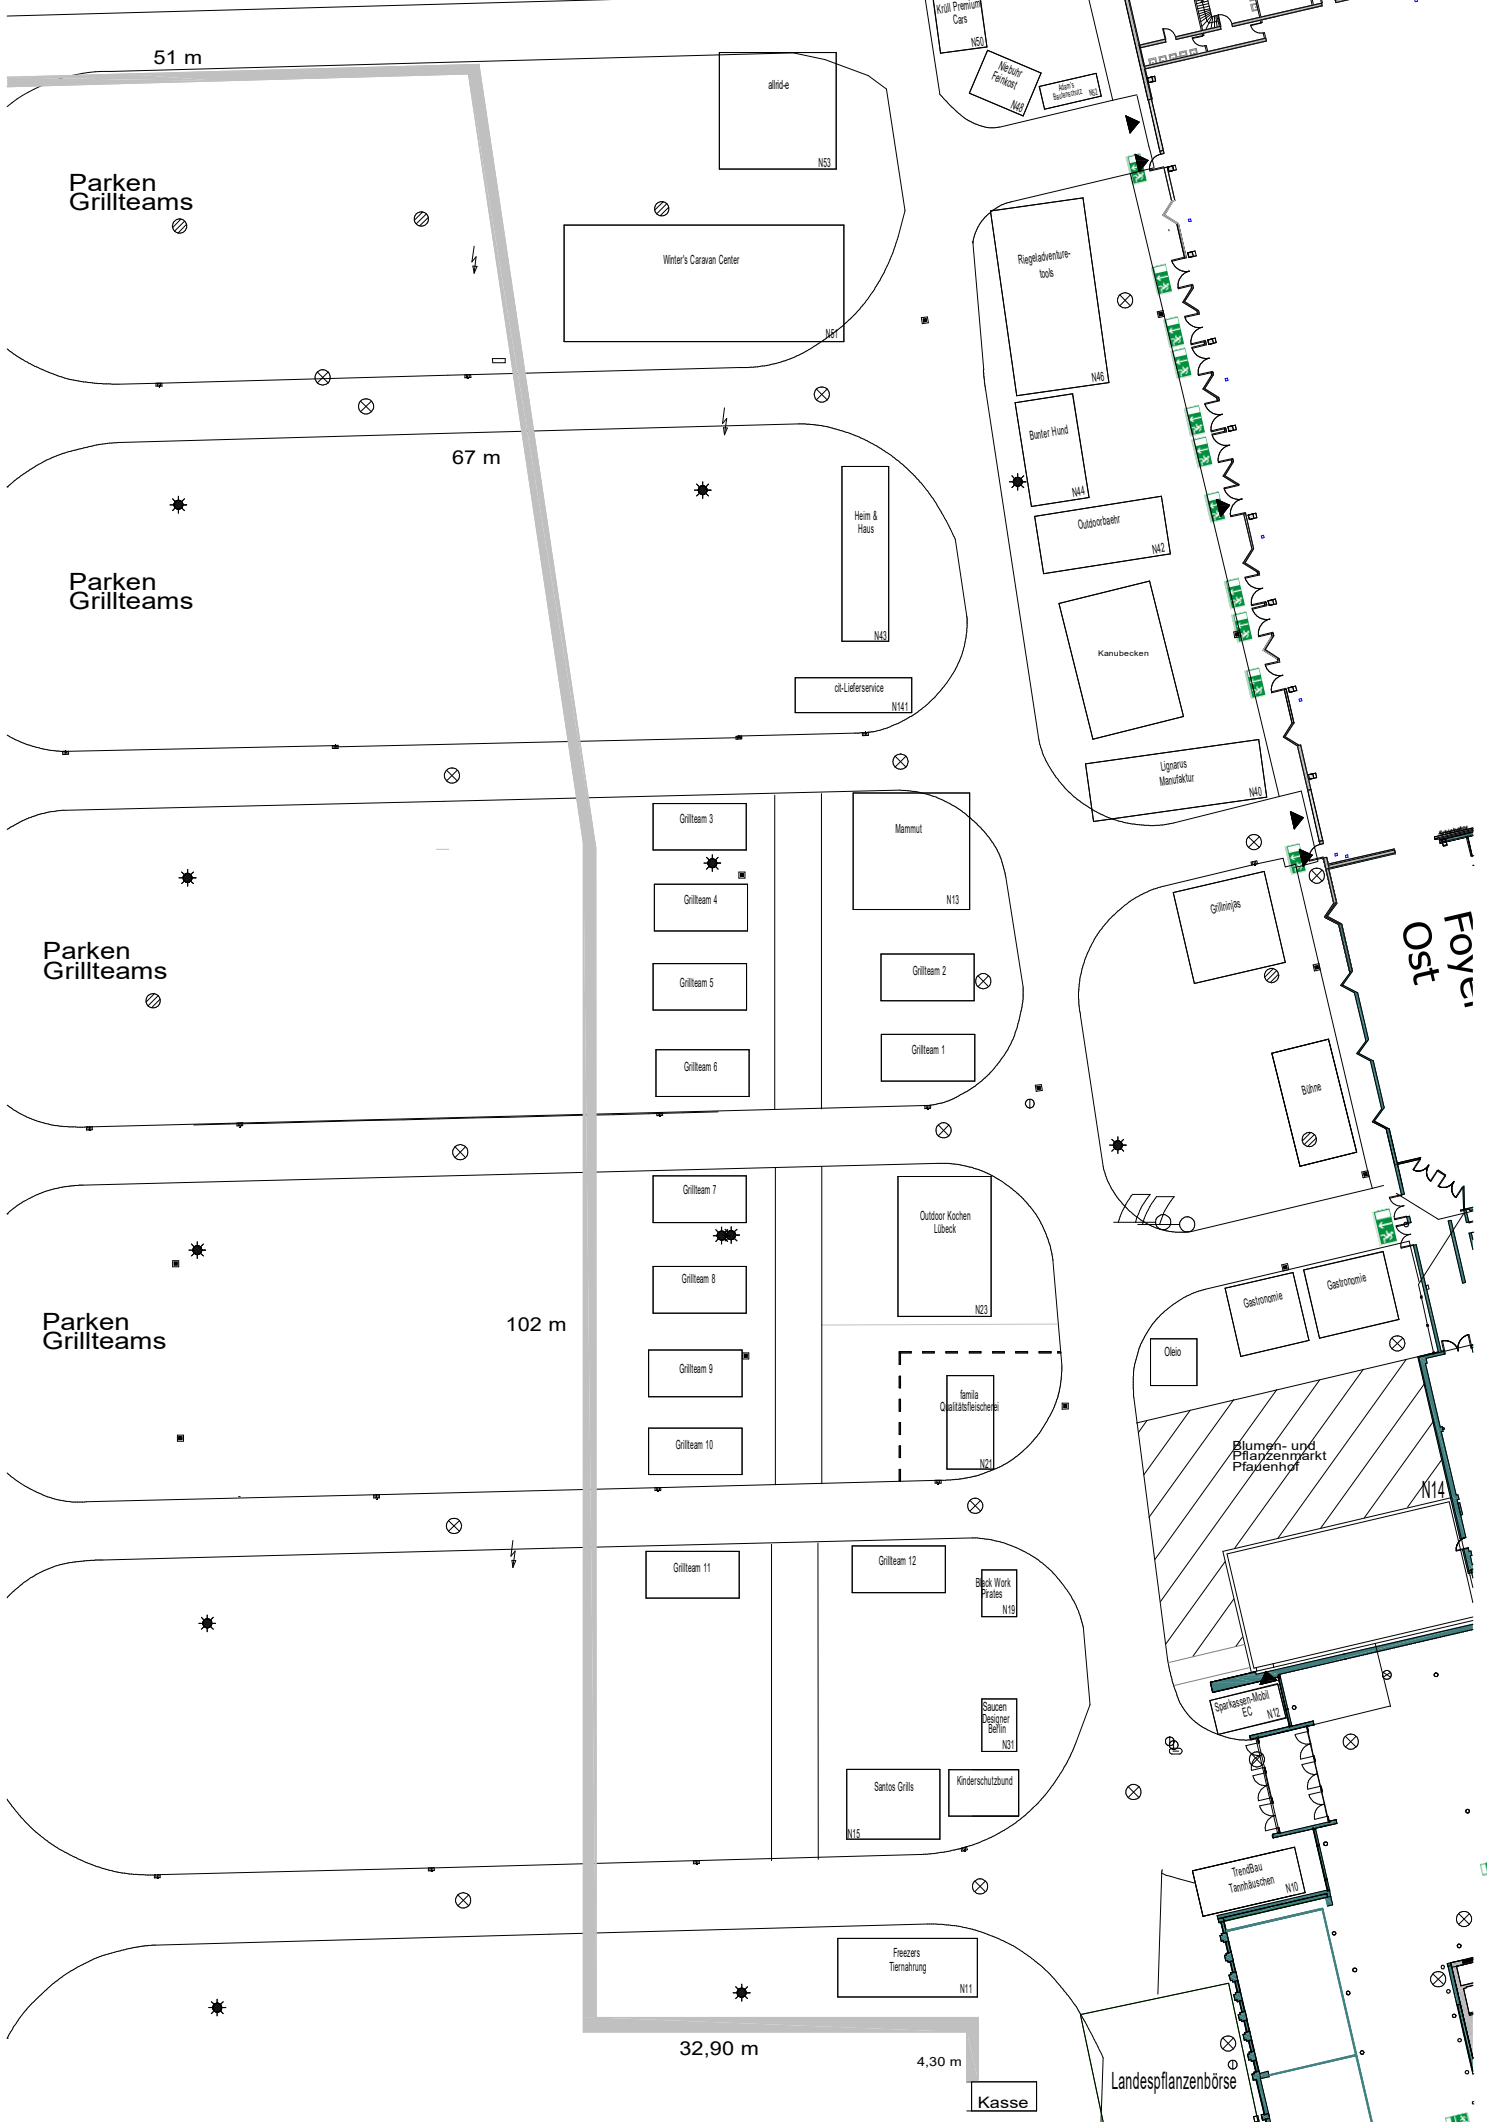 Krüll Premium
Cars
N50
51 m
Niebuhr
Feinkost
N48
Adam's
Bautenschutz
N52
allrid-e
N53
Parken
Grillteams
Winter's Caravan Center
N51
Riegeladventure-
tools
N46
67 m
Bunter Hund
N44
Heim &
Haus
N43
Outdoorbaehr
N42
Parken
Grillteams
Kanubecken
cit-Lieferservice
N141
Lignarus
Manufaktur
N40
Grillteam 3
Mammut
N13
Grillteam 4
Grillninjas
Foyer
Ost
Parken
Grillteams
Grillteam 5
Grillteam 2
Grillteam 6
Grillteam 1
Bühne
Grillteam 7
Outdoor Kochen
Lübeck
N23
Grillteam 8
Gastronomie
Gastronomie
Parken
Grillteams
102 m
Oleio
Grillteam 9
famila
Qualitätsfleischerei
N21
Grillteam 10
Blumen- und
Pflanzenmarkt
Pfauenhof
N14
Grillteam 11
Grillteam 12
Black Work
Pirates
N19
Saucen
Designer
Berlin
N31
Sparkassen-Mobil
EC
N12
Santos Grills
N15
Kinderschutzbund
TrendBau
Tannhäuschen
N10
Freezers
Tiernahrung
N11
32,90 m
4,30 m
Kasse
Landespflanzenbörse